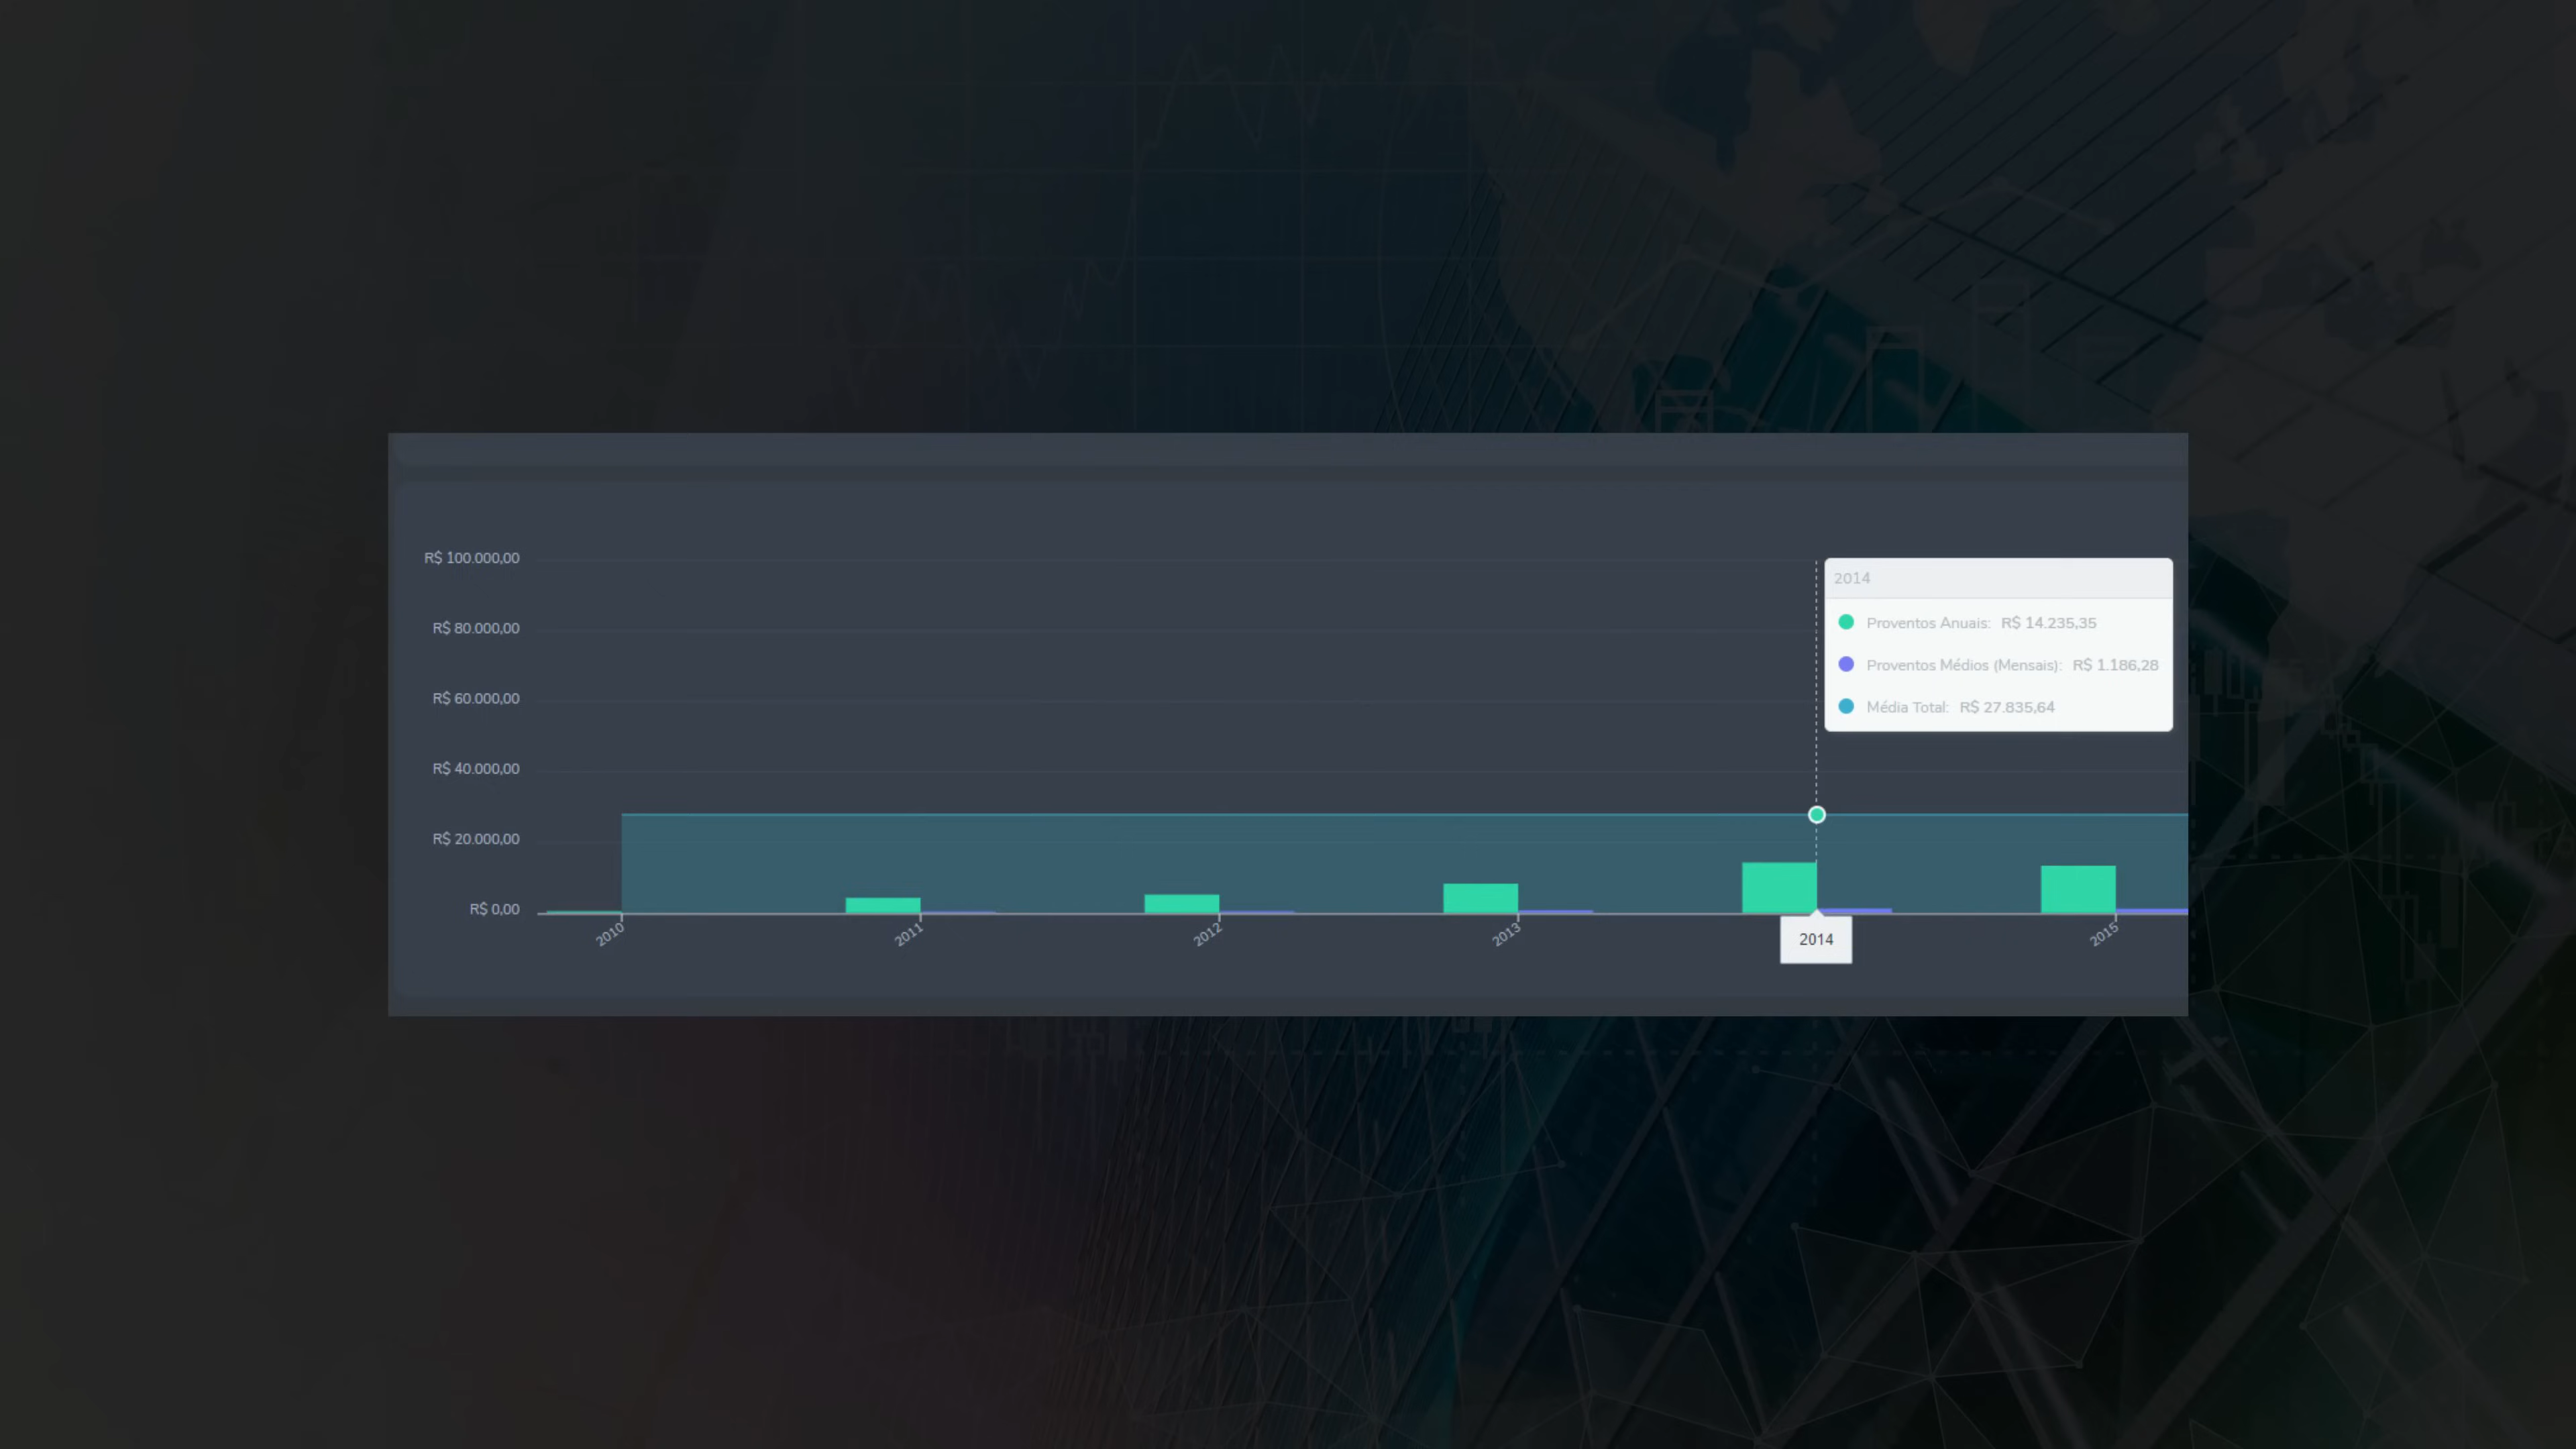 R$ 100.000,00
R$ 80.000,00
R$ 60.000,00
R$ 40.000,00
R$ 20.000,00
R$ 0,00
2010
2011
2012
2013
2014
2015
2014
Proventos Anuais: R$ 14.235,35
Proventos Médios (Mensais): R$ 1.186,28
Média Total: R$ 27.835,64